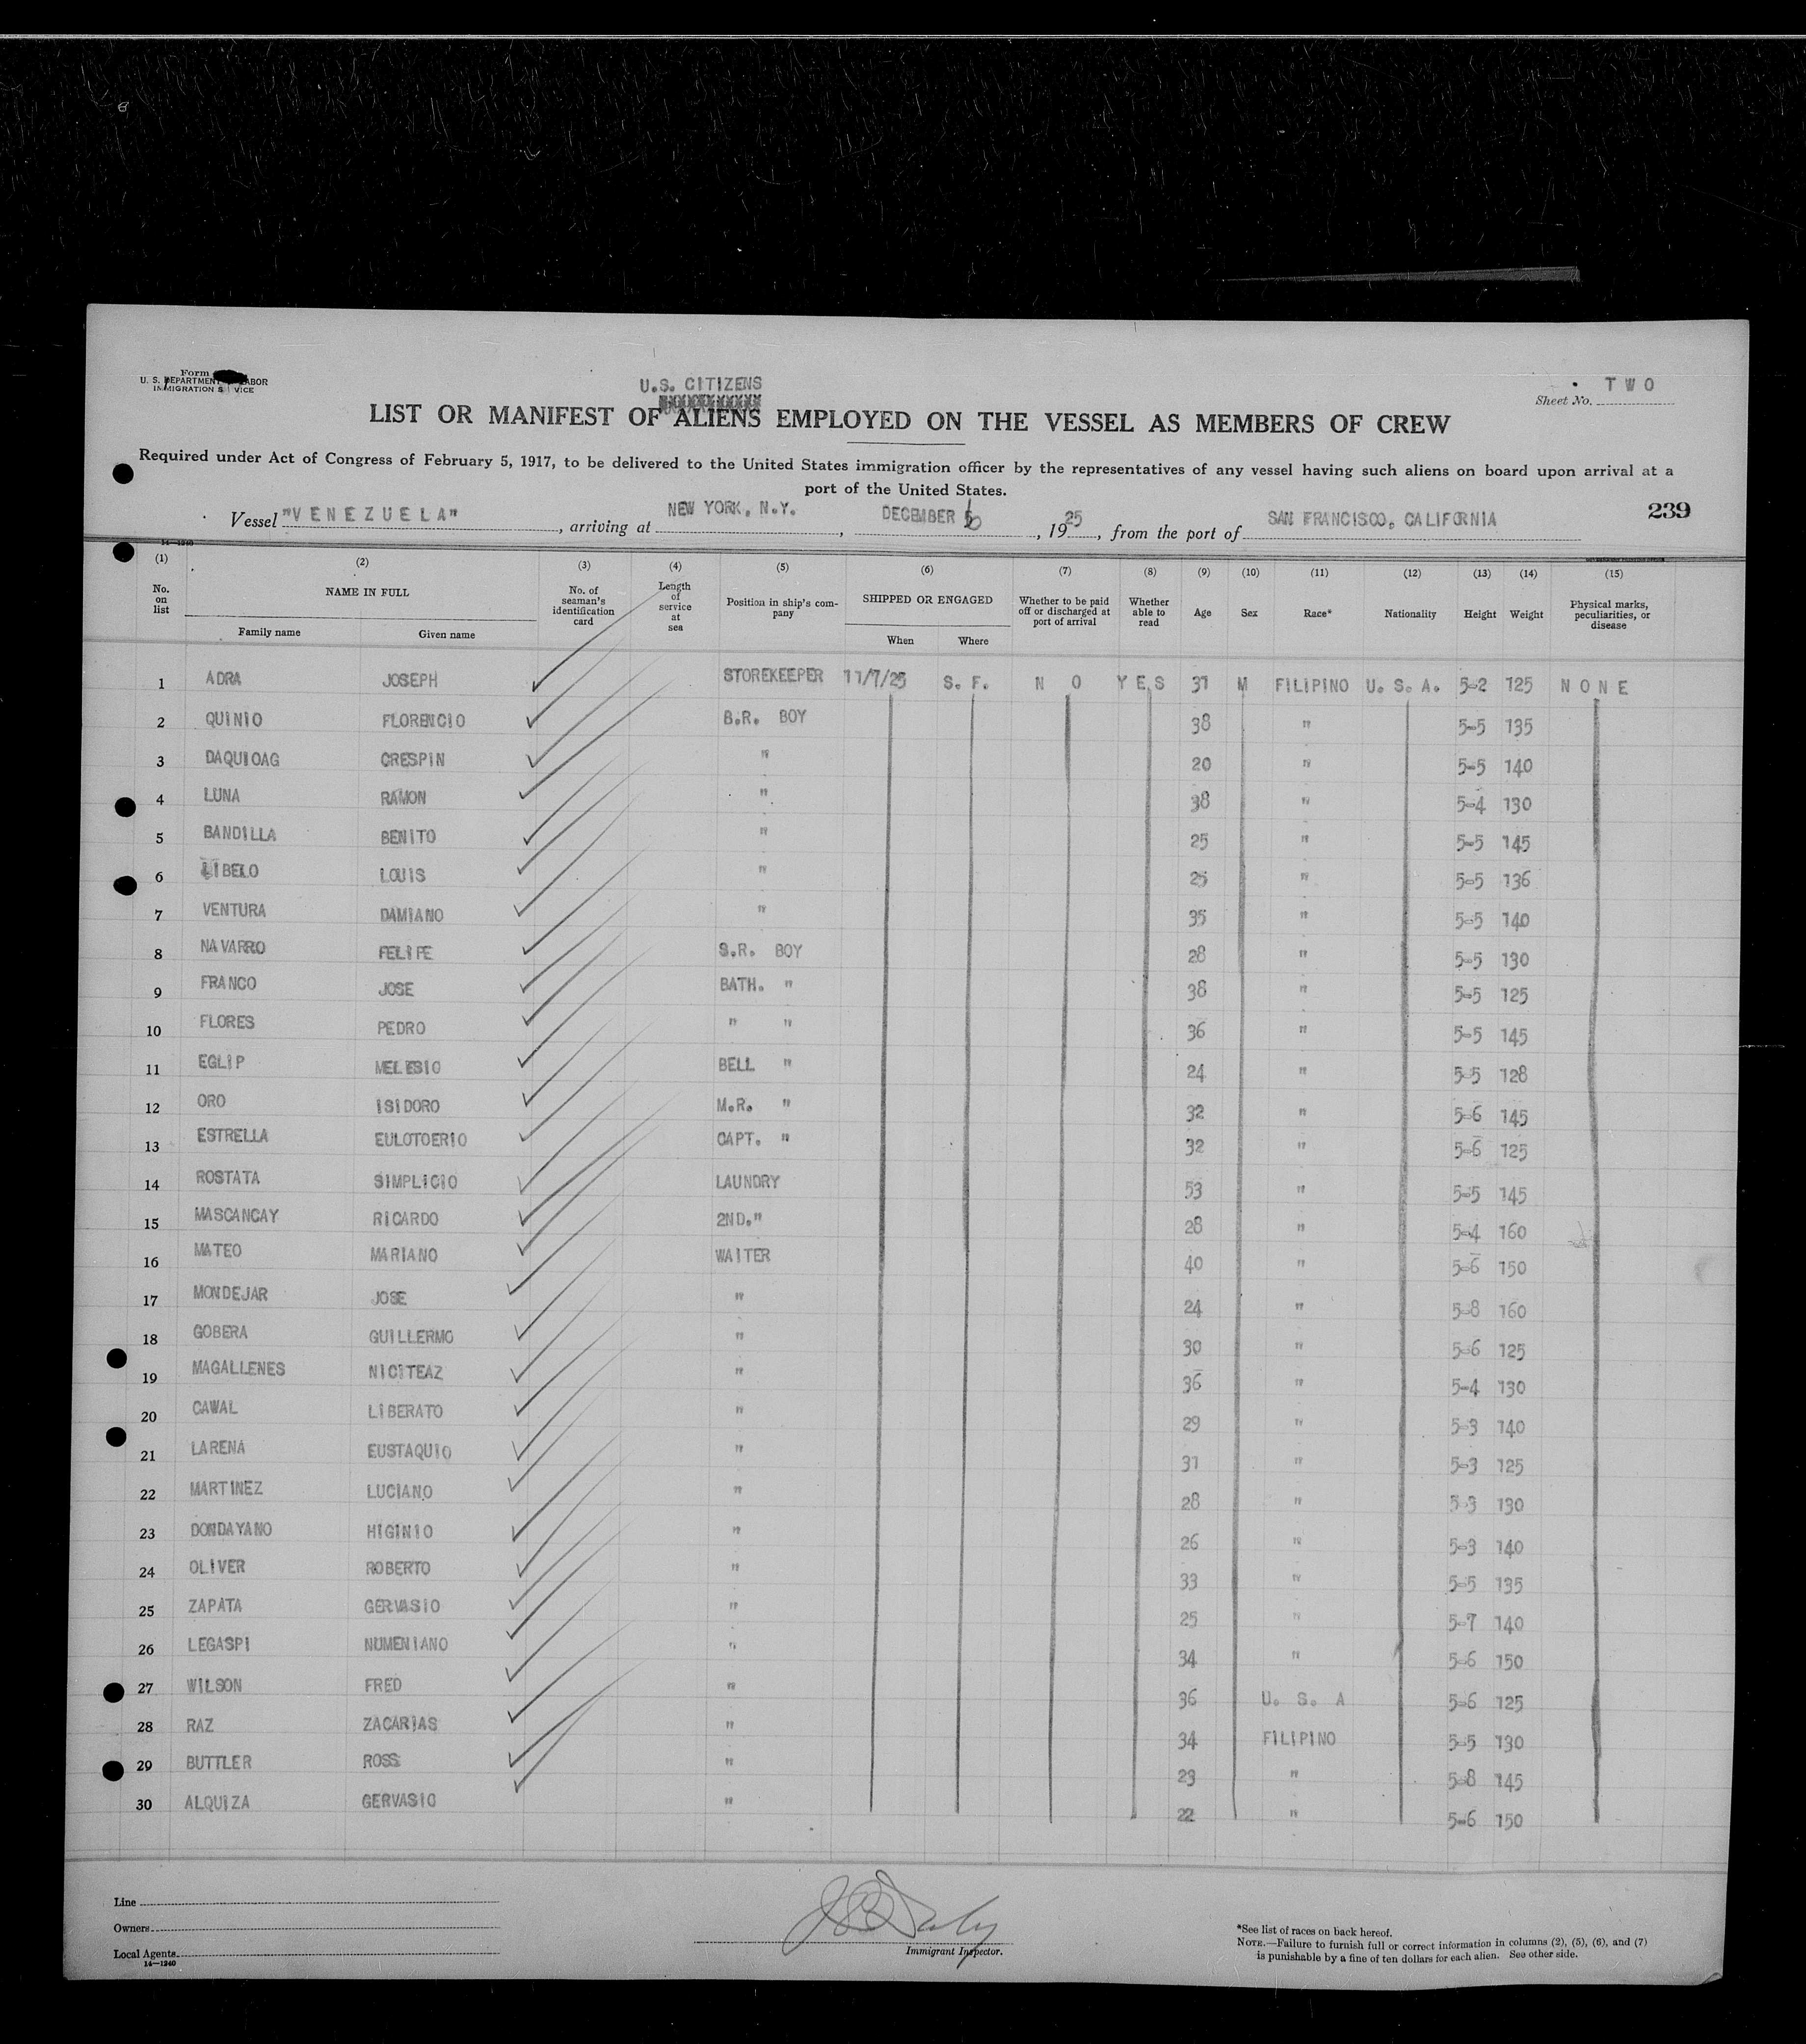 Form
U. S. DEPARTMENT LABOR
IMMIGRATION VICE
U.S. CITIZENS
TWO
Sheet No.
LIST OR MANIFEST OF ALIENS EMPLOYED ON THE VESSEL AS MEMBERS OF CREW
Required under Act of Congress of February 5, 1917, to be delivered to the United States immigration officer by the representatives of any vessel having such aliens on board upon arrival at a
port of the United States.
Vessel "VENEZUELA", arriving at NEW YORK, N.Y., DECEMBER 6, 1925, from the port of SAN FRANCISCO, CALIFORNIA
239
14—1240
(1) (2) (3) (4) (5) (6) (7) (8) (9) (10) (11) (12) (13) (14) (15)
No. on list NAME IN FULL No. of seaman's identification card Length of service at sea Position in ship's company SHIPPED OR ENGAGED Whether to be paid off or discharged at port of arrival Whether able to read Age Sex Race* Nationality Height Weight Physical marks, peculiarities, or disease
Family name Given name When Where
1 ADRA JOSEPH STOREKEEPER 11/7/25 S. F. NO YES 31 M FILIPINO U. S. A. 5-2 125 NONE
2 QUINIO FLORENCIO B.R. BOY 38 " 5-5 135
3 DAQUIOAG CRESPIN " 20 " 5-5 140
4 LUNA RAMON " 38 " 5-4 130
5 BANDILLA BENITO " 25 " 5-5 145
6 LIBELO LOUIS " 25 " 5-5 136
7 VENTURA DAMIANO " 35 " 5-5 140
8 NAVARRO FELIPE S.R. BOY 28 " 5-5 130
9 FRANCO JOSE BATH. " 38 " 5-5 125
10 FLORES PEDRO " " 36 " 5-5 145
11 EGLIP MELESIO BELL " 24 " 5-5 128
12 ORO ISIDORO M.R. " 32 " 5-6 145
13 ESTRELLA EULOTOERIO CAPT. " 32 " 5-6 125
14 ROSTATA SIMPLICIO LAUNDRY 53 " 5-5 145
15 MASCANCAY RICARDO 2ND." 28 " 5-4 160
16 MATEO MARIANO WAITER 40 " 5-6 150
17 MONDEJAR JOSE " 24 " 5-8 160
18 GOBERA GUILLERMO " 30 " 5-6 125
19 MAGALLENES NICITEAZ " 36 " 5-4 130
20 CAWAL LIBERATO " 29 " 5-3 140
21 LARENA EUSTAQUIO " 31 " 5-3 125
22 MARTINEZ LUCIANO " 28 " 5-3 130
23 DONDAYANO HIGINIO " 26 " 5-3 140
24 OLIVER ROBERTO " 33 " 5-5 135
25 ZAPATA GERVASIO " 25 " 5-7 140
26 LEGASPI NUMENIANO " 34 " 5-6 150
27 WILSON FRED " 36 U. S. A 5-6 125
28 RAZ ZACARIAS " 34 FILIPINO 5-5 130
29 BUTTLER ROSS " 23 " 5-8 145
30 ALQUIZA GERVASIO " 22 " 5-6 150
Line
Owners
Local Agents
14—1240
Immigrant Inspector.
*See list of races on back hereof.
NOTE.—Failure to furnish full or correct information in columns (2), (5), (6), and (7)
is punishable by a fine of ten dollars for each alien. See other side.